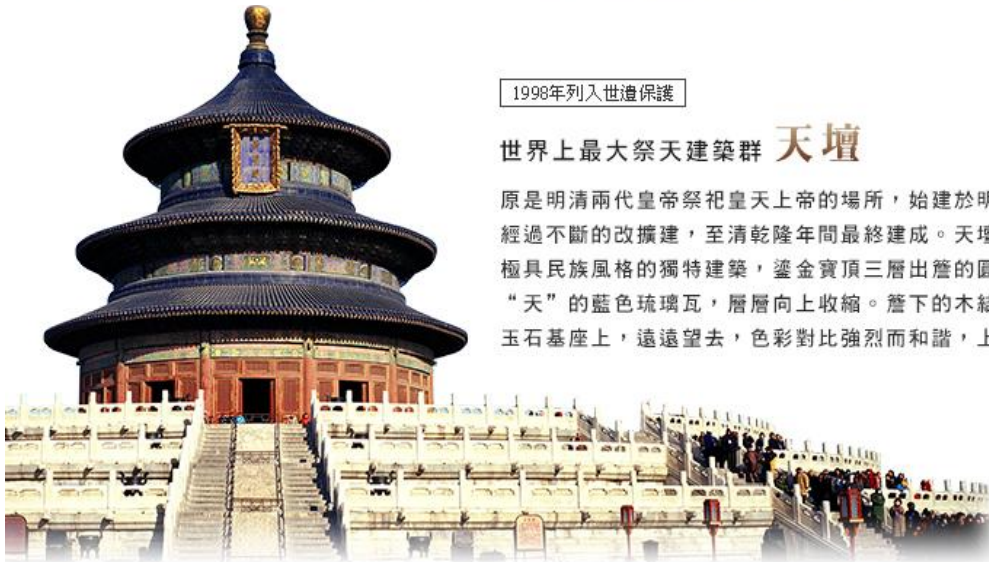 1998年列入世遺保護
世界上最大祭天建築群 天壇
原是明清兩代皇帝祭祀皇天上帝的場所，始建於明
經過不斷的改擴建，至清乾隆年間最終建成。天壇
極具民族風格的獨特建築，鎏金寶頂三層出簷的圓
“天”的藍色琉璃瓦，層層向上收縮。簷下的木結
玉石基座上，遠遠望去，色彩對比強烈而和諧，上